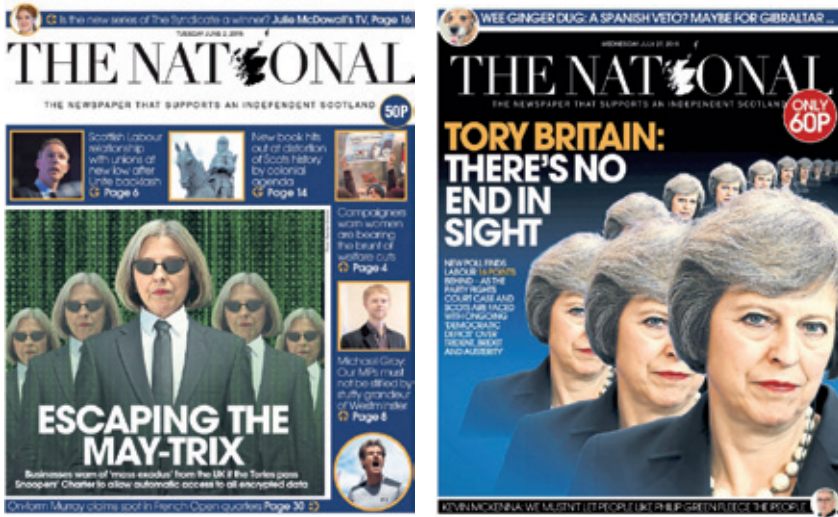 Is the new series of The Syndicate a winner? Julie McDowall's TV, Page 16
TUESDAY JUNE 2, 2015
THE NATIONAL
THE NEWSPAPER THAT SUPPORTS AN INDEPENDENT SCOTLAND
50P
Scottish Labour
relationship
with unions at
new low after
Unite backlash
Page 6
New book hits
out at distortion
of Scots history
by colonial
agenda
Page 14
Campaigners
warn women
are bearing
the brunt of
welfare cuts
Page 4
Michael Gray:
Our MPs must
not be stifled by
stuffy grandeur
of Westminster
Page 8
ESCAPING THE
MAY-TRIX
Businesses warn of 'mass exodus' from the UK if the Tories pass
Snoopers' Charter to allow automatic access to all encrypted data
On-form Murray claims spot in French Open quarters Page 30
WEE GINGER DUG: A SPANISH VETO? MAYBE FOR GIBRALTAR ...
WEDNESDAY JULY 27, 2016
THE NATIONAL
THE NEWSPAPER THAT SUPPORTS AN INDEPENDENT SCOTLAND
ONLY
60P
TORY BRITAIN:
THERE'S NO
END IN
SIGHT
NEW POLL FINDS
LABOUR 16 POINTS
BEHIND – AS THE
PARTY FIGHTS
COURT CASE AND
SCOTS ARE FACED
WITH ONGOING
'DEMOCRATIC
DEFICIT' OVER
TRIDENT, BREXIT
AND AUSTERITY
KEVIN MCKENNA: WE MUSTN'T LET PEOPLE LIKE PHILIP GREEN FLEECE THE PEOPLE